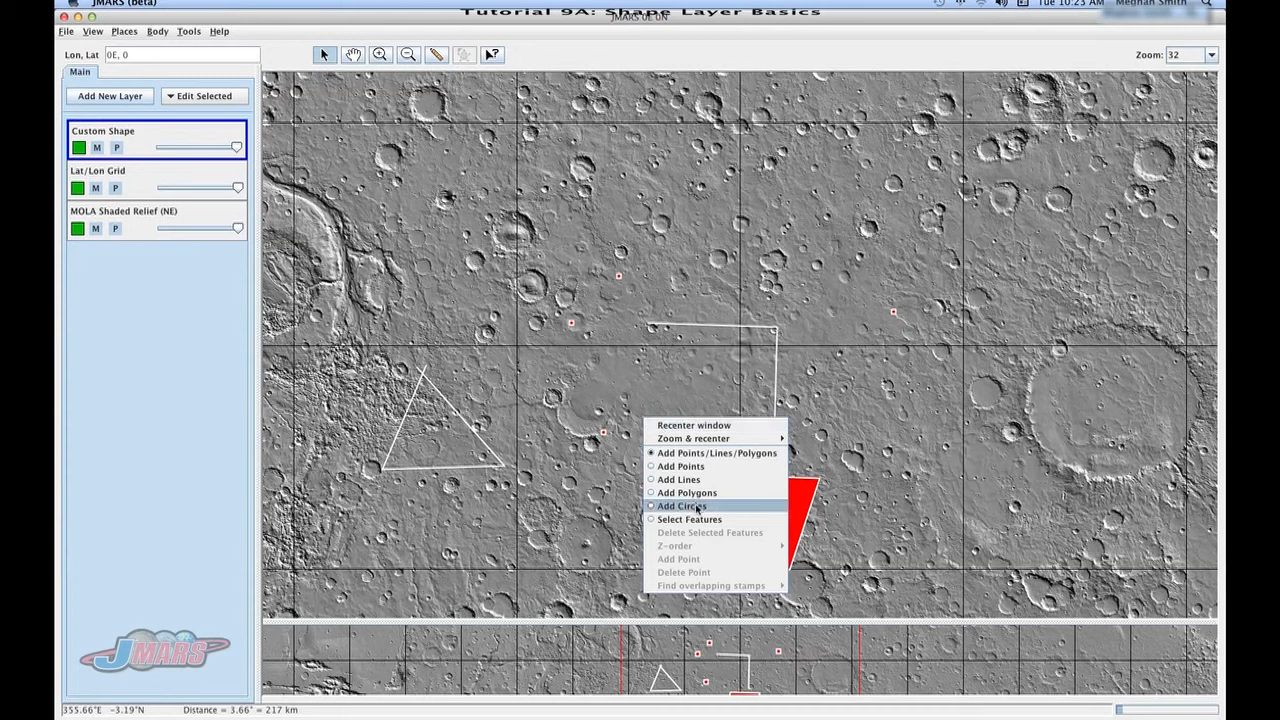 JMARS (beta)
Tue 10:23 AM Meghan Smith
Tutorial 9A: Shape Layer Basics
File View Places Body Tools Help
Lon, Lat 0E, 0
Zoom: 32
Main
Add New Layer
Edit Selected
Custom Shape
M P
Lat/Lon Grid
M P
MOLA Shaded Relief (NE)
M P
Recenter window
Zoom & recenter
Add Points/Lines/Polygons
Add Points
Add Lines
Add Polygons
Add Circles
Select Features
Delete Selected Features
Z-order
Add Point
Delete Point
Find overlapping stamps
JMARS
355.66°E -3.19°N Distance = 3.66° = 217 km